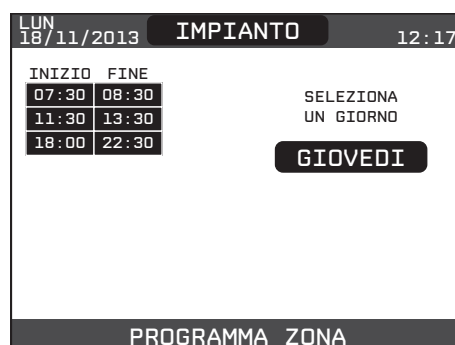 LUN
18/11/2013 IMPIANTO 12:17
INIZIO FINE
07:30 08:30
11:30 13:30
18:00 22:30
SELEZIONA
UN GIORNO
GIOVEDI
PROGRAMMA ZONA